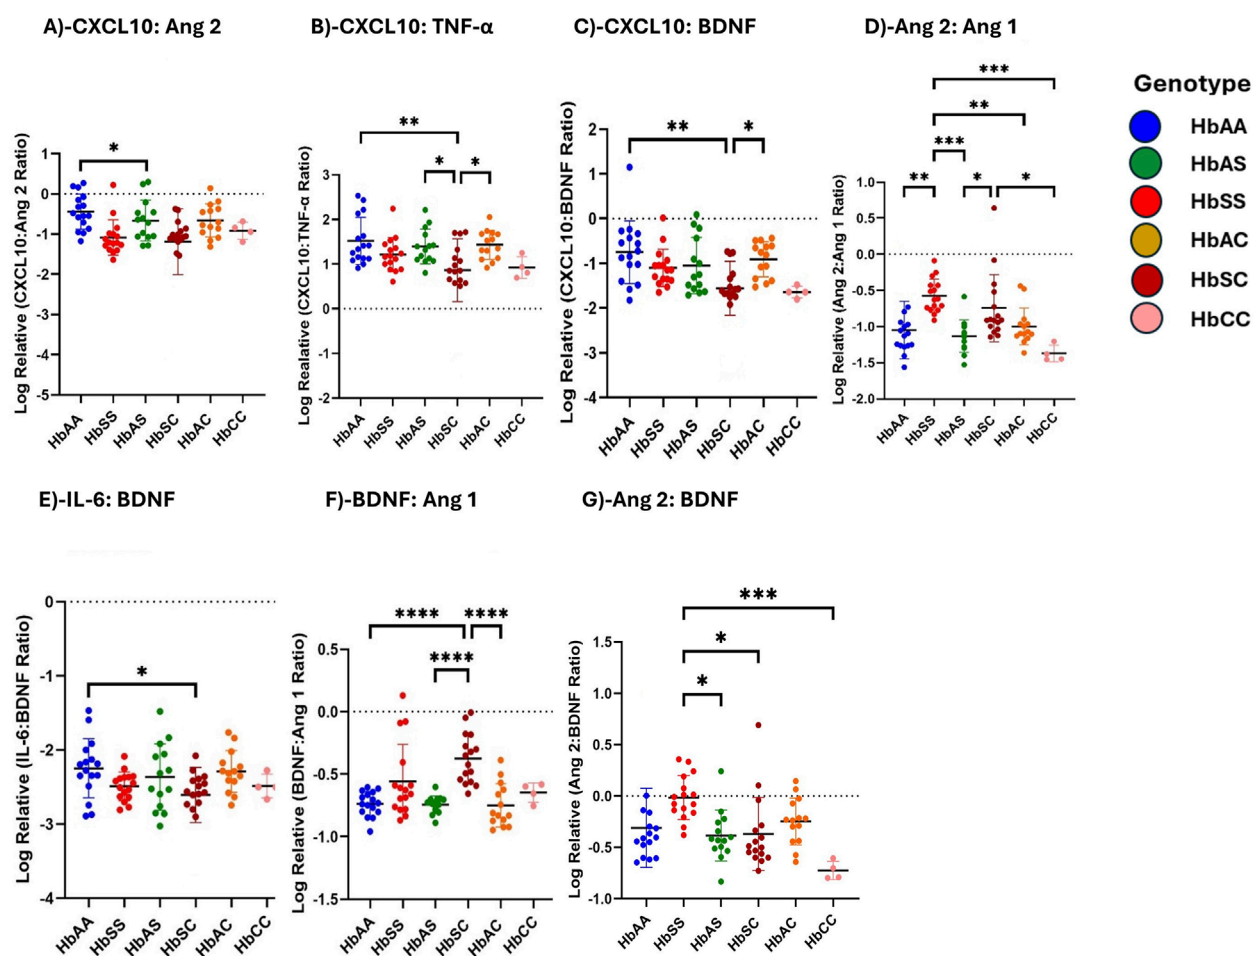 A)-CXCL10: Ang 2
B)-CXCL10: TNF-α
C)-CXCL10: BDNF
D)-Ang 2: Ang 1
Genotype
HbAA
HbAS
HbSS
HbAC
HbSC
HbCC
Log Relative (CXCL10:Ang 2 Ratio)
*
1
0
-1
-2
-3
-4
-5
HbAA
HbSS
HbAS
HbSC
HbAC
HbCC
Log Relative (CXCL10:TNF-α Ratio)
**
*
*
3
2
1
0
-1
-2
HbAA
HbSS
HbAS
HbSC
HbAC
HbCC
Log Relative (CXCL10:BDNF Ratio)
**
*
2
1
0
-1
-2
-3
-4
HbAA
HbSS
HbAS
HbSC
HbAC
HbCC
Log Relative (Ang 2:Ang 1 Ratio)
***
**
***
**
*
*
1.0
0.5
0.0
-0.5
-1.0
-1.5
-2.0
HbAA
HbSS
HbAS
HbSC
HbAC
HbCC
E)-IL-6: BDNF
F)-BDNF: Ang 1
G)-Ang 2: BDNF
Log Relative (IL-6:BDNF Ratio)
*
0
-1
-2
-3
-4
HbAA
HbSS
HbAS
HbSC
HbAC
HbCC
Log Relative (BDNF:Ang 1 Ratio)
****
****
****
0.5
0.0
-0.5
-1.0
-1.5
HbAA
HbSS
HbAS
HbSC
HbAC
HbCC
Log Relative (Ang 2:BDNF Ratio)
***
*
*
1.5
1.0
0.5
0.0
-0.5
-1.0
HbAA
HbSS
HbAS
HbSC
HbAC
HbCC